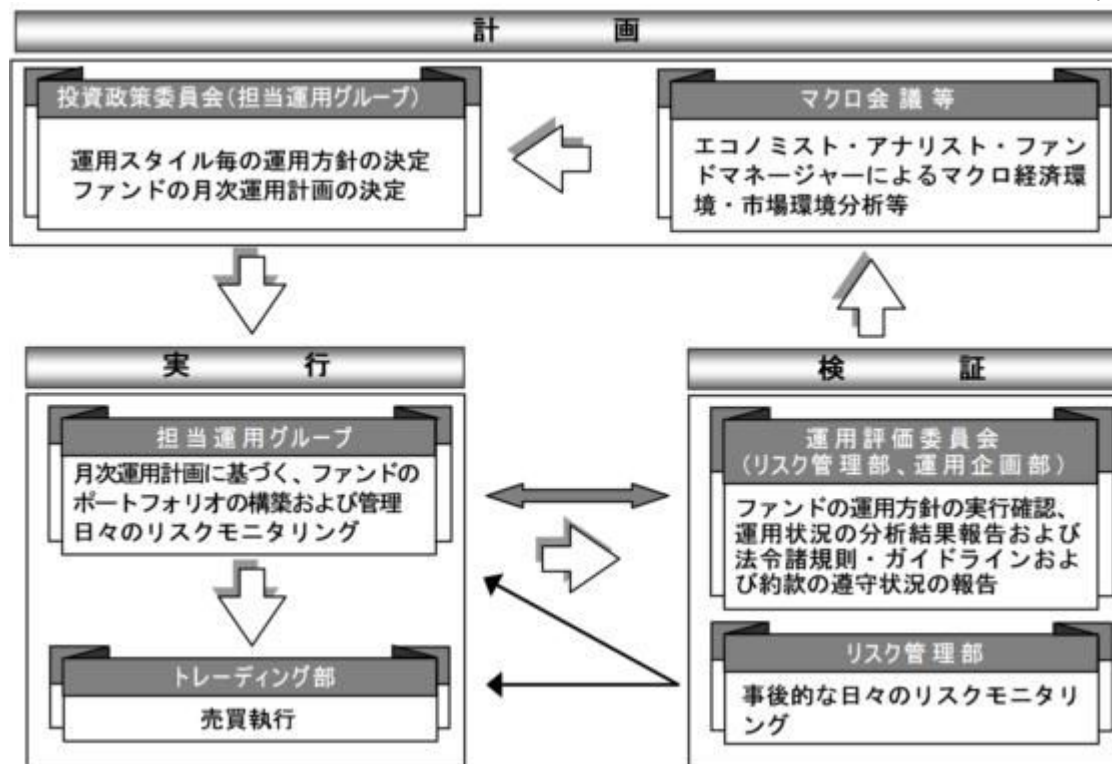 計 画
投資政策委員会(担当運用グループ)
運用スタイル毎の運用方針の決定
ファンドの月次運用計画の決定
マクロ会議等
エコノミスト・アナリスト・ファン
ドマネージャーによるマクロ経済環
境・市場環境分析等
実 行
担当運用グループ
月次運用計画に基づく、ファンドの
ポートフォリオの構築および管理
日々のリスクモニタリング
トレーディング部
売買執行
検 証
運用評価委員会
(リスク管理部、運用企画部)
ファンドの運用方針の実行確認、
運用状況の分析結果報告および
法令諸規則・ガイドラインおよ
び約款の遵守状況の報告
リスク管理部
事後的な日々のリスクモニタリ
ング